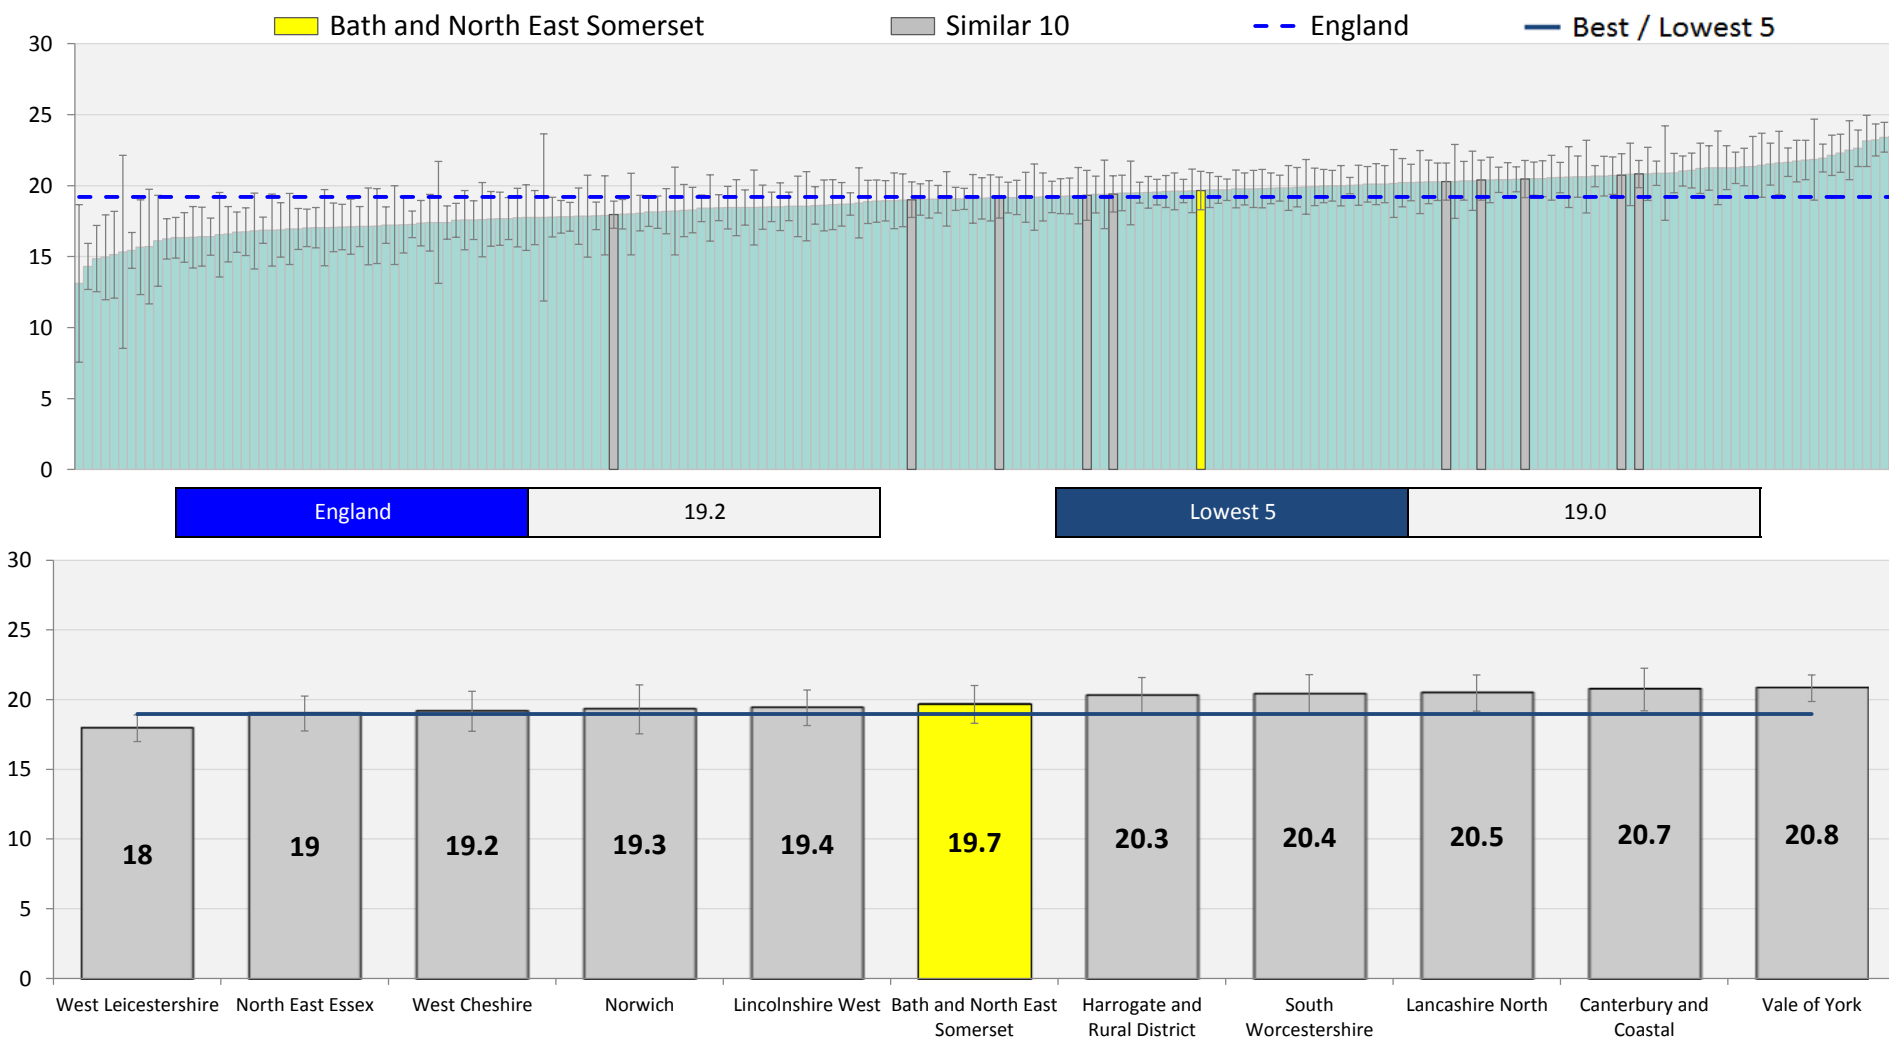 Bath and North East Somerset Similar 10 England Best / Lowest 5
30
25
20
15
10
5
0
England 19.2 Lowest 5 19.0
30
25
20
15
10
5
0
18 19 19.2 19.3 19.4 19.7 20.3 20.4 20.5 20.7 20.8
West Leicestershire North East Essex West Cheshire Norwich Lincolnshire West Bath and North East Harrogate and South Lancashire North Canterbury and Vale of York
Somerset Rural District Worcestershire Coastal